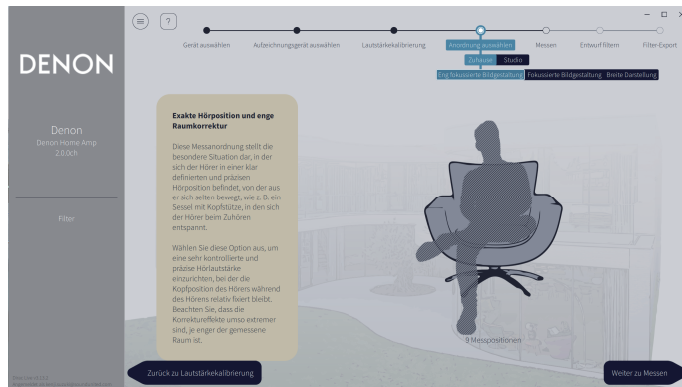 ?
Gerät auswählen
Aufzeichnungsgerät auswählen
Lautstärkekalibrierung
Anordnung auswählen
Messen
Entwurf filtern
Filter-Export
Zuhause
Studio
Eng fokussierte Bildgestaltung
Fokussierte Bildgestaltung
Breite Darstellung
DENON
Denon
Denon Home Amp
2.0.0ch
Filter
Exakte Hörposition und enge
Raumkorrektur
Diese Messanordnung stellt die
besondere Situation dar, in der
sich der Hörer in einer klar
definierten und präzisen
Hörposition befindet, von der aus
er sich selten bewegt, wie z. B. ein
Sessel mit Kopfstütze, in den sich
der Hörer beim Zuhören
entspannt.
Wählen Sie diese Option aus, um
eine sehr kontrollierte und
präzise Hörlautstärke
einzurichten, bei der die
Kopfposition des Hörers während
des Hörens relativ fixiert bleibt.
Beachten Sie, dass die
Korrektureffekte umso extremer
sind, je enger der gemessene
Raum ist.
9 Messpositionen
Zurück zu Lautstärkekalibrierung
Weiter zu Messen